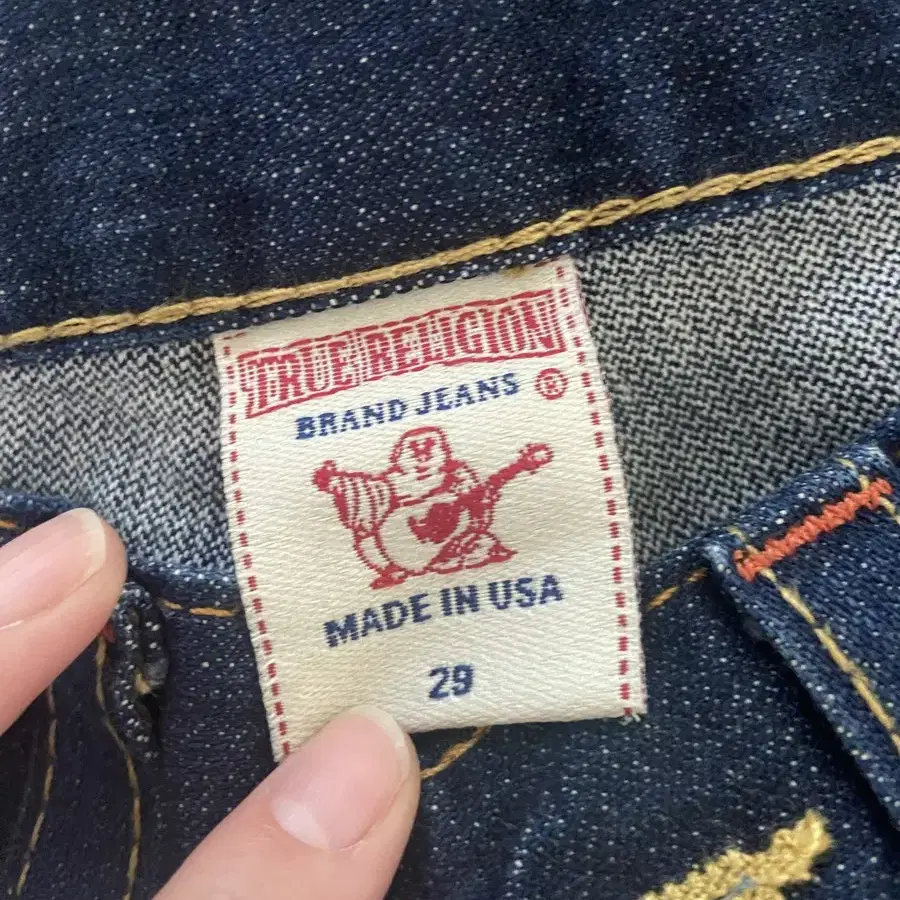 TRUE RELIGION
BRAND JEANS ®
MADE IN USA
29